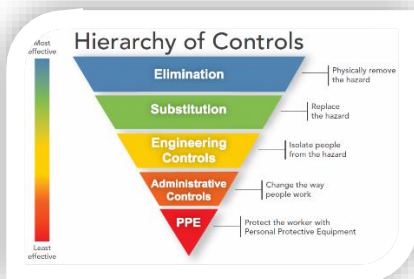 Hierarchy of Controls
Most
effective
Elimination
Physically remove
the hazard
Substitution
Replace
the hazard
Engineering
Controls
Isolate people
from the hazard
Administrative
Controls
Change the way
people work
PPE
Protect the worker with
Personal Protective Equipment
Least
effective